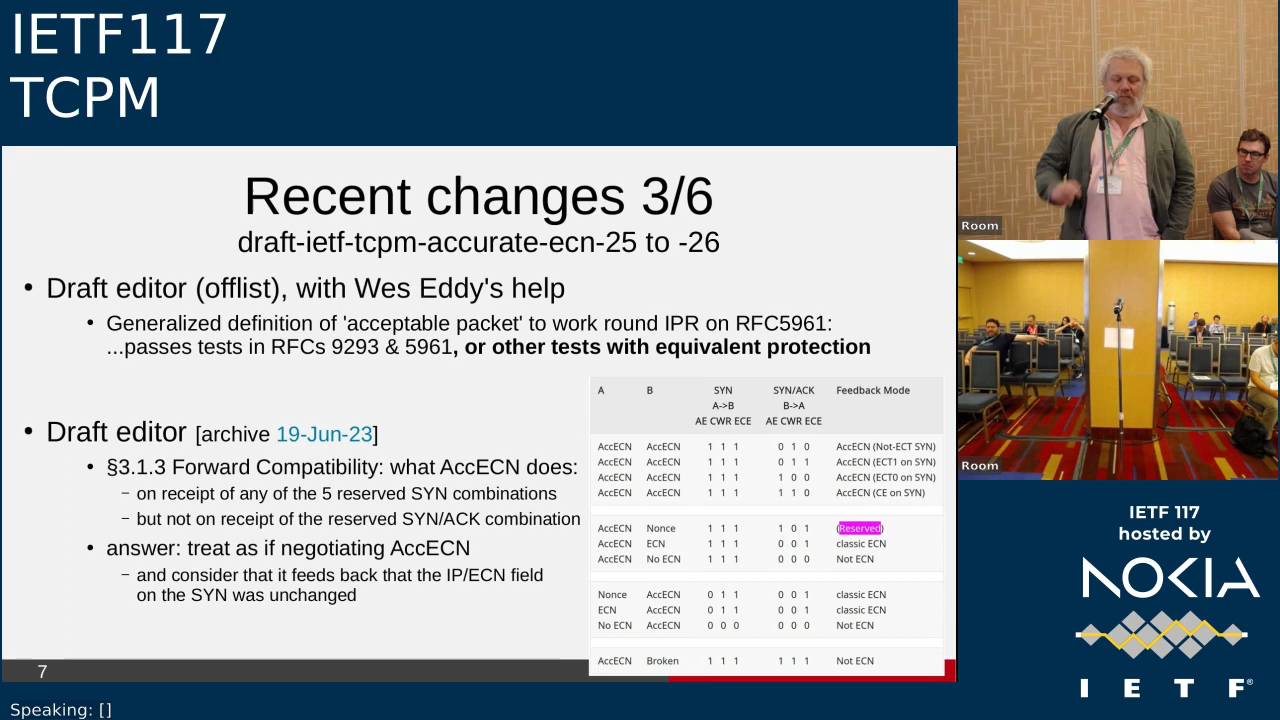 IETF117
TCPM
Recent changes 3/6
draft-ietf-tcpm-accurate-ecn-25 to -26
• Draft editor (offlist), with Wes Eddy's help
• Generalized definition of 'acceptable packet' to work round IPR on RFC5961:
...passes tests in RFCs 9293 & 5961, or other tests with equivalent protection
• Draft editor [archive 19-Jun-23]
• §3.1.3 Forward Compatibility: what AccECN does:
– on receipt of any of the 5 reserved SYN combinations
– but not on receipt of the reserved SYN/ACK combination
• answer: treat as if negotiating AccECN
– and consider that it feeds back that the IP/ECN field
on the SYN was unchanged
A B SYN SYN/ACK Feedback Mode
A->B B->A
AE CWR ECE AE CWR ECE
AccECN AccECN 1 1 1 0 1 0 AccECN (Not-ECT SYN)
AccECN AccECN 1 1 1 0 1 1 AccECN (ECT1 on SYN)
AccECN AccECN 1 1 1 1 0 0 AccECN (ECT0 on SYN)
AccECN AccECN 1 1 1 1 1 0 AccECN (CE on SYN)
AccECN Nonce 1 1 1 1 0 1 (Reserved)
AccECN ECN 1 1 1 0 0 1 classic ECN
AccECN No ECN 1 1 1 0 0 0 Not ECN
Nonce AccECN 0 1 1 0 0 1 classic ECN
ECN AccECN 0 1 1 0 0 1 classic ECN
No ECN AccECN 0 0 0 0 0 0 Not ECN
AccECN Broken 1 1 1 1 1 1 Not ECN
7
Speaking: []
Room
Room
IETF 117
hosted by
NOKIA
I E T F®